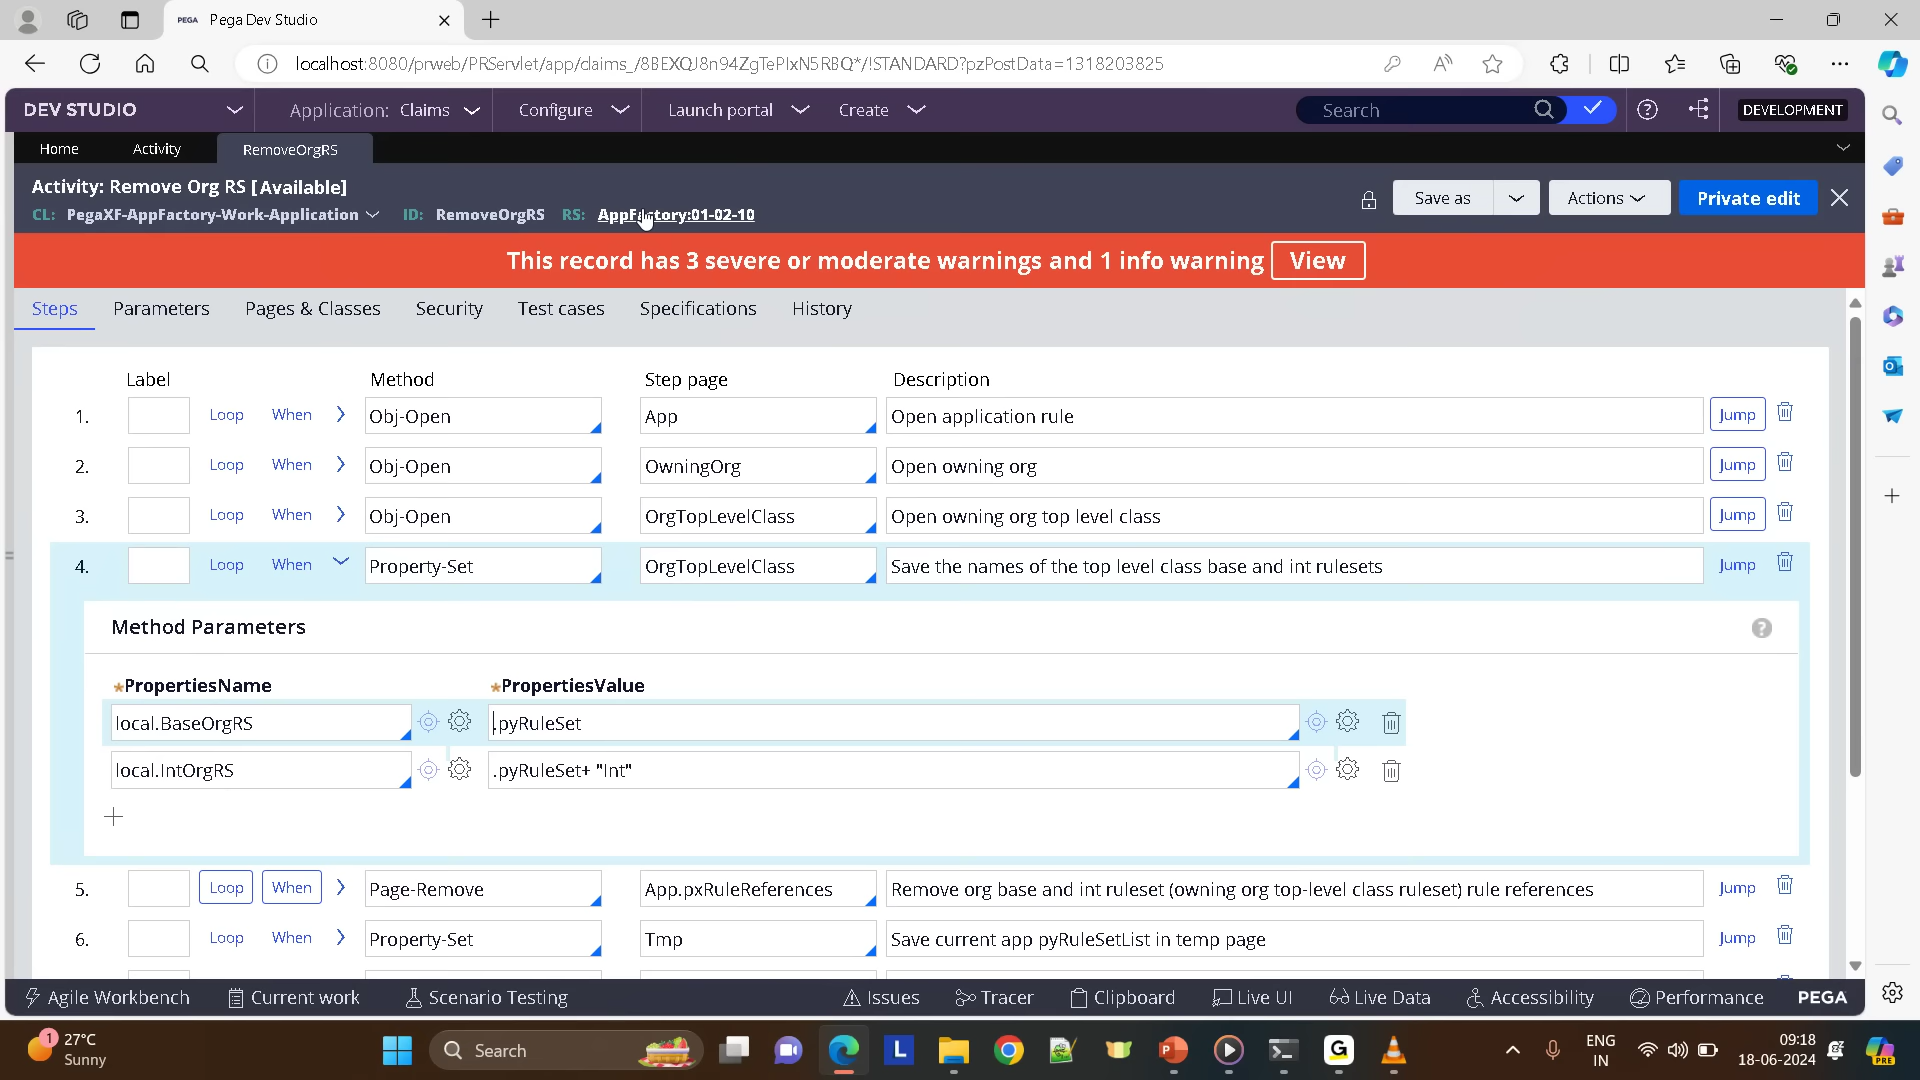 PEGA Pega Dev Studio
localhost:8080/prweb/PRServlet/app/claims_/8BEXQJ8n94ZgTePIxN5RBQ*/!STANDARD?pzPostData=1318203825
DEV STUDIO Application: Claims Configure Launch portal Create Search DEVELOPMENT
Home Activity RemoveOrgRS
Activity: Remove Org RS [Available]
CL: PegaXF-AppFactory-Work-Application ID: RemoveOrgRS RS: AppFactory:01-02-10
Save as Actions Private edit
This record has 3 severe or moderate warnings and 1 info warning View
Steps Parameters Pages & Classes Security Test cases Specifications History
Label Method Step page Description
1. Loop When Obj-Open App Open application rule Jump
2. Loop When Obj-Open OwningOrg Open owning org Jump
3. Loop When Obj-Open OrgTopLevelClass Open owning org top level class Jump
4. Loop When Property-Set OrgTopLevelClass Save the names of the top level class base and int rulesets Jump
Method Parameters ?
*PropertiesName *PropertiesValue
local.BaseOrgRS .pyRuleSet
local.IntOrgRS .pyRuleSet+ "Int"
5. Loop When Page-Remove App.pxRuleReferences Remove org base and int ruleset (owning org top-level class ruleset) rule references Jump
6. Loop When Property-Set Tmp Save current app pyRuleSetList in temp page Jump
Agile Workbench Current work Scenario Testing Issues Tracer Clipboard Live UI Live Data Accessibility Performance PEGA
1 27°C
Sunny
Search
ENG
IN
09:18
18-06-2024